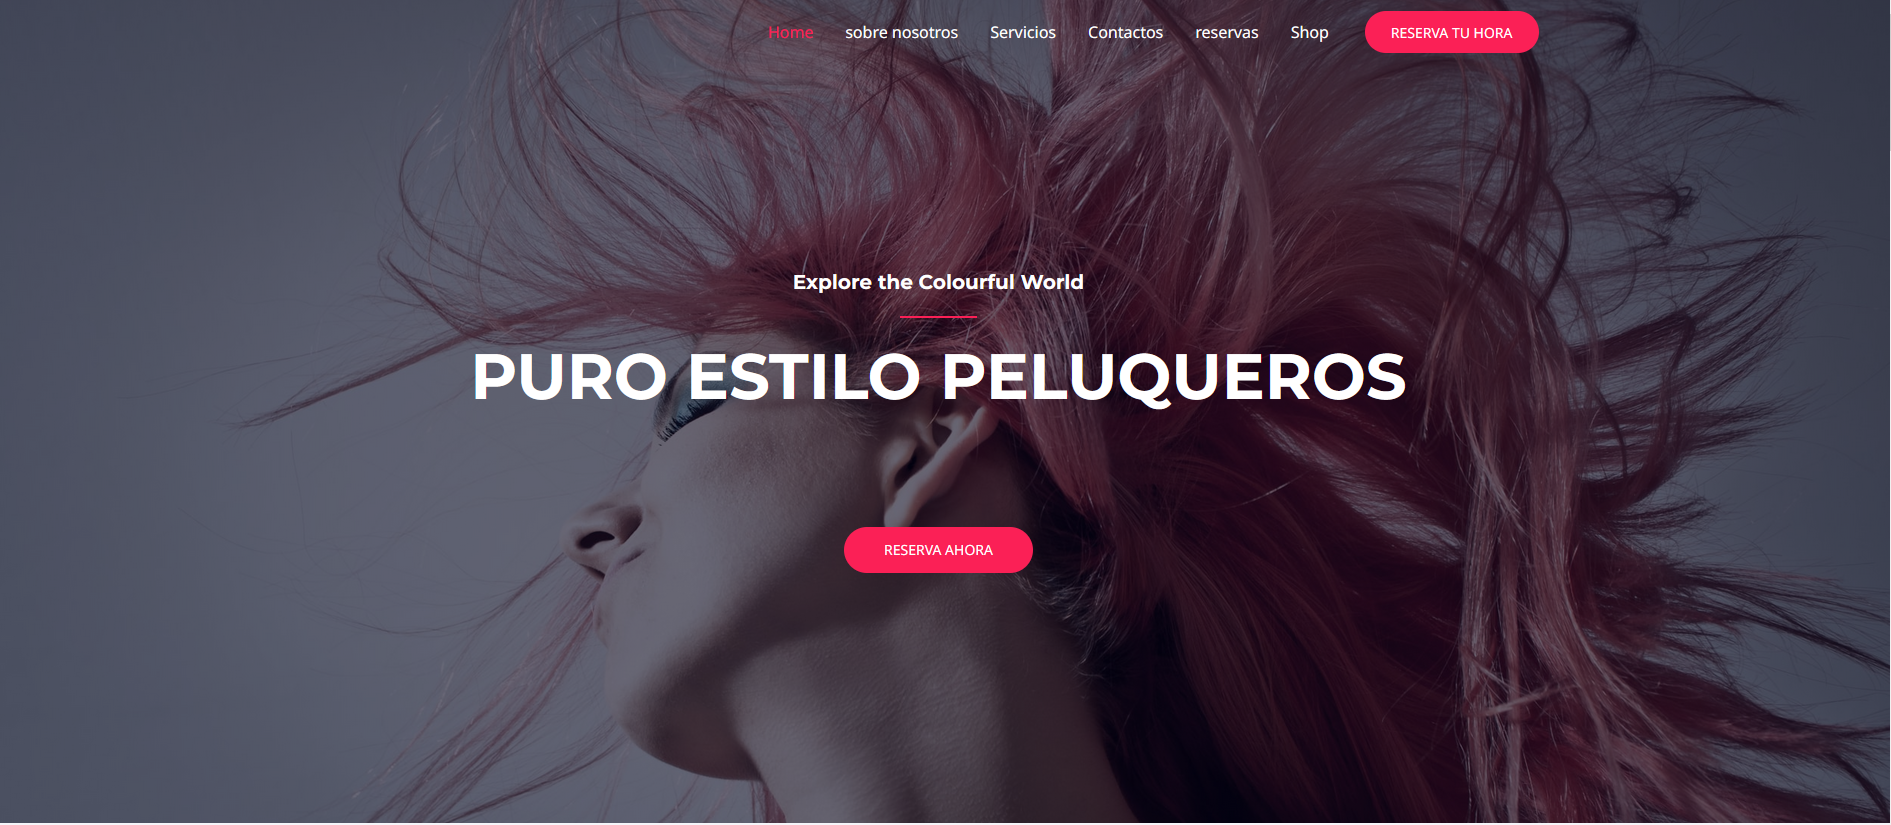 Home sobre nosotros Servicios Contactos reservas Shop RESERVA TU HORA
Explore the Colourful World
PURO ESTILO PELUQUEROS
RESERVA AHORA